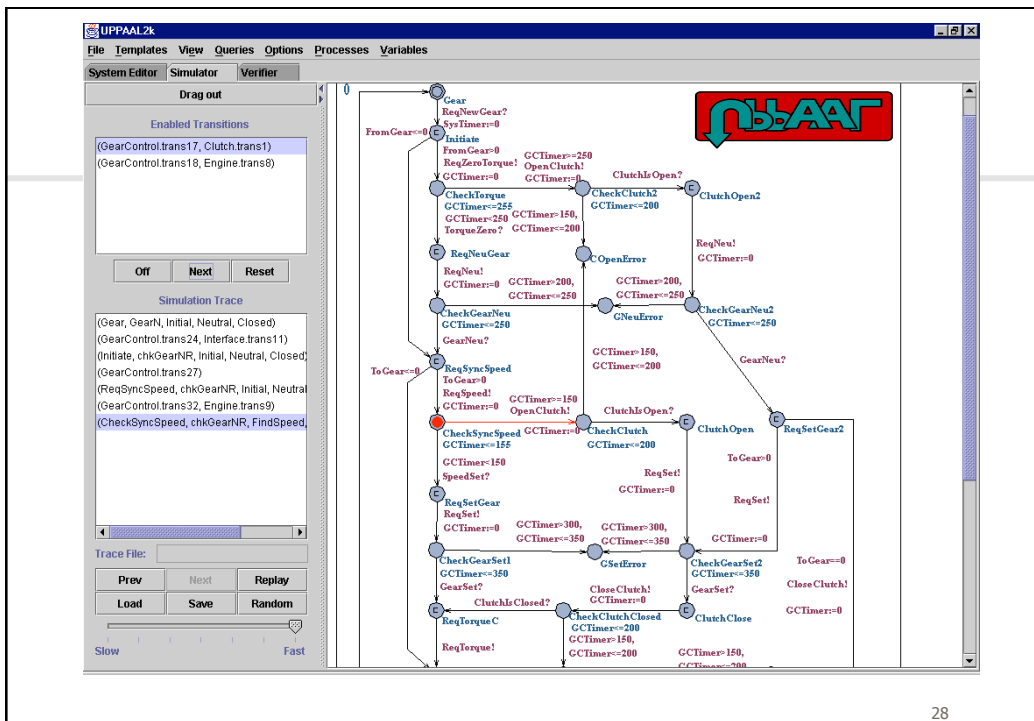 UPPAAL2k
File Templates View Queries Options Processes Variables
System Editor Simulator Verifier
Drag out
Enabled Transitions
(GearControl.trans17, Clutch.trans1)
(GearControl.trans18, Engine.trans8)
Off Next Reset
Simulation Trace
(Gear, GearN, Initial, Neutral, Closed)
(GearControl.trans24, Interface.trans11)
(Initiate, chkGearNR, Initial, Neutral, Closed)
(GearControl.trans27)
(ReqSyncSpeed, chkGearNR, Initial, Neutral
(GearControl.trans32, Engine.trans9)
(CheckSyncSpeed, chkGearNR, FindSpeed,
Trace File:
Prev Next Replay
Load Save Random
Slow Fast
0
UPPAAL
Gear
ReqNewGear?
SysTimer:=0
FromGear<=0
Initiate
FromGear>0
ReqZeroTorque!
GCTimer:=0
GCTimer>=250
OpenClutch!
GCTimer:=0
ClutchIsOpen?
CheckTorque
GCTimer<=255
GCTimer<250
TorqueZero?
CheckClutch2
GCTimer<=200
ClutchOpen2
GCTimer>150,
GCTimer<=200
ReqNeuGear
COpenError
ReqNeu!
GCTimer:=0
ReqNeu!
GCTimer:=0
GCTimer>200,
GCTimer<=250
GCTimer>200,
GCTimer<=250
CheckGearNeu
GCTimer<=250
GNeuError
CheckGearNeu2
GCTimer<=250
GearNeu?
GCTimer>150,
GCTimer<=200
GearNeu?
ToGear<=0
ReqSyncSpeed
ToGear>0
ReqSpeed!
GCTimer:=0
GCTimer>=150
OpenClutch!
GCTimer:=0
ClutchIsOpen?
CheckSyncSpeed
GCTimer<=155
CheckClutch
GCTimer<=200
ClutchOpen
ReqSetGear2
GCTimer<150
SpeedSet?
ReqSet!
GCTimer:=0
ToGear>0
ReqSet!
ReqSetGear
ReqSet!
GCTimer:=0
GCTimer>300,
GCTimer<=350
GCTimer>300,
GCTimer<=350
GCTimer:=0
CheckGearSet1
GCTimer<=350
GearSet?
GSetError
CheckGearSet2
GCTimer<=350
GearSet?
ToGear==0
CloseClutch!
GCTimer:=0
ClutchIsClosed?
CloseClutch!
GCTimer:=0
ReqTorqueC
CheckClutchClosed
GCTimer<=200
ClutchClose
ReqTorque!
GCTimer>150,
GCTimer<=200
GCTimer>150,
GCTimer<=200
28